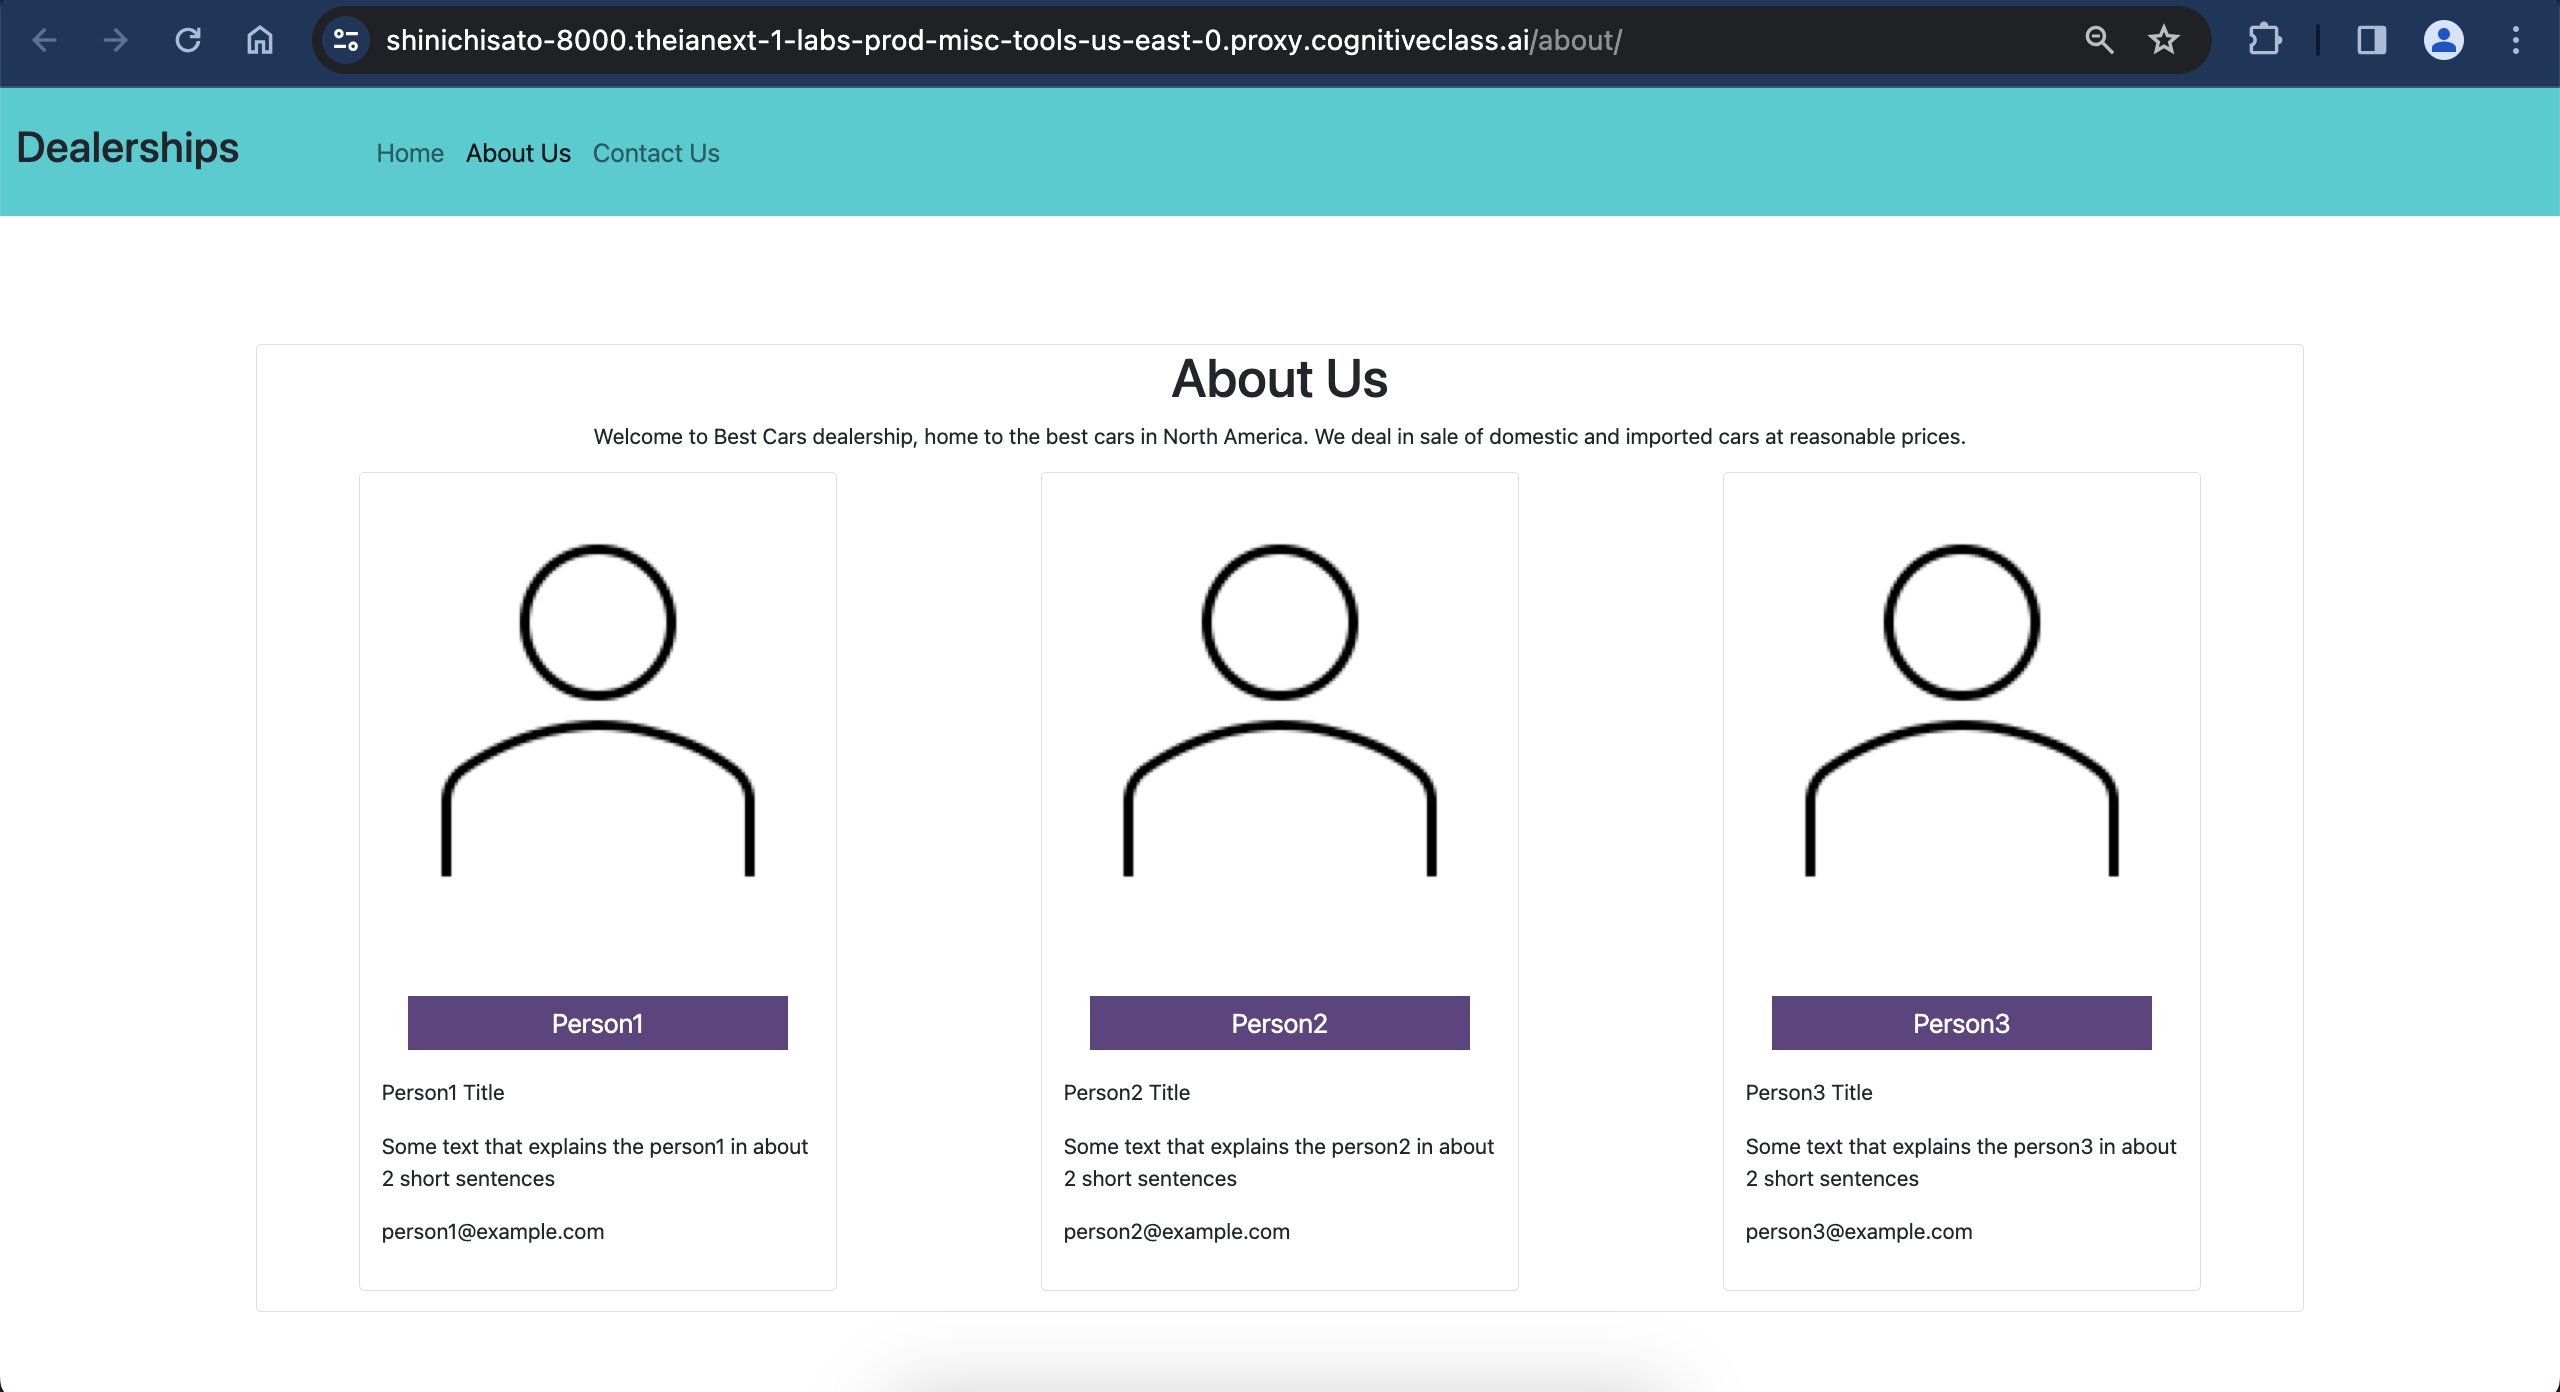 shinichisato-8000.theianext-1-labs-prod-misc-tools-us-east-0.proxy.cognitiveclass.ai/about/
Dealerships
Home About Us Contact Us
About Us
Welcome to Best Cars dealership, home to the best cars in North America. We deal in sale of domestic and imported cars at reasonable prices.
Person1
Person1 Title
Some text that explains the person1 in about
2 short sentences
person1@example.com
Person2
Person2 Title
Some text that explains the person2 in about
2 short sentences
person2@example.com
Person3
Person3 Title
Some text that explains the person3 in about
2 short sentences
person3@example.com